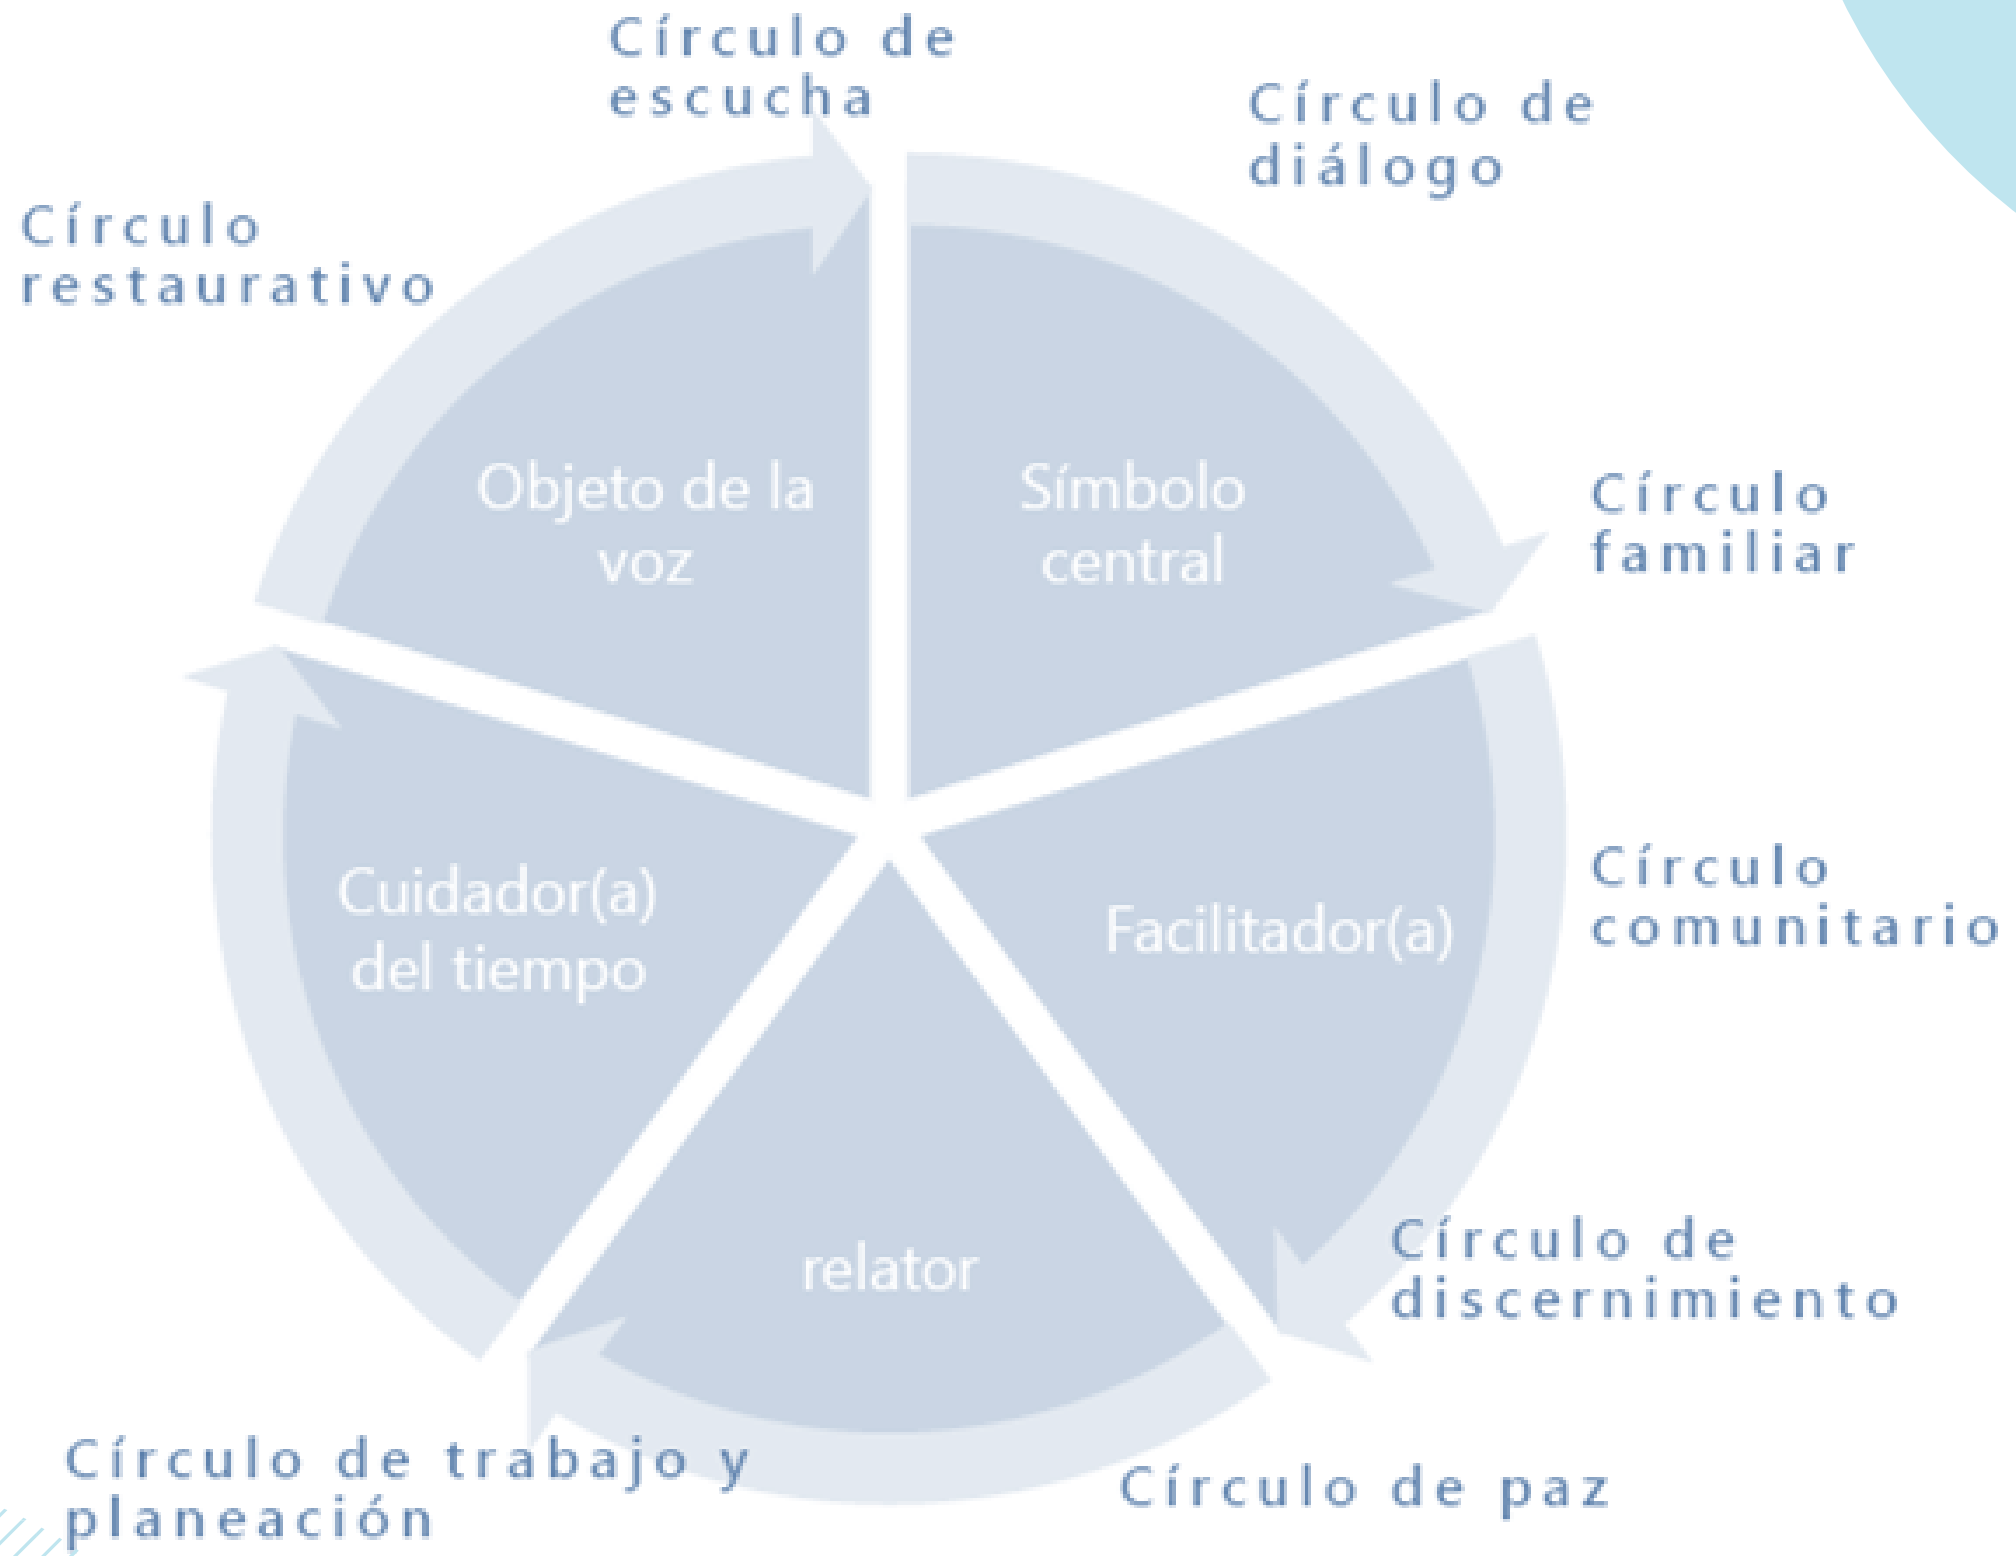 Círculo de
escucha
Círculo de
diálogo
Círculo
restaurativo
Objeto de la
voz
Símbolo
central
Círculo
familiar
Cuidador(a)
del tiempo
Facilitador(a)
Círculo
comunitario
relator
Círculo de
discernimiento
Círculo de trabajo y
planeación
Círculo de paz